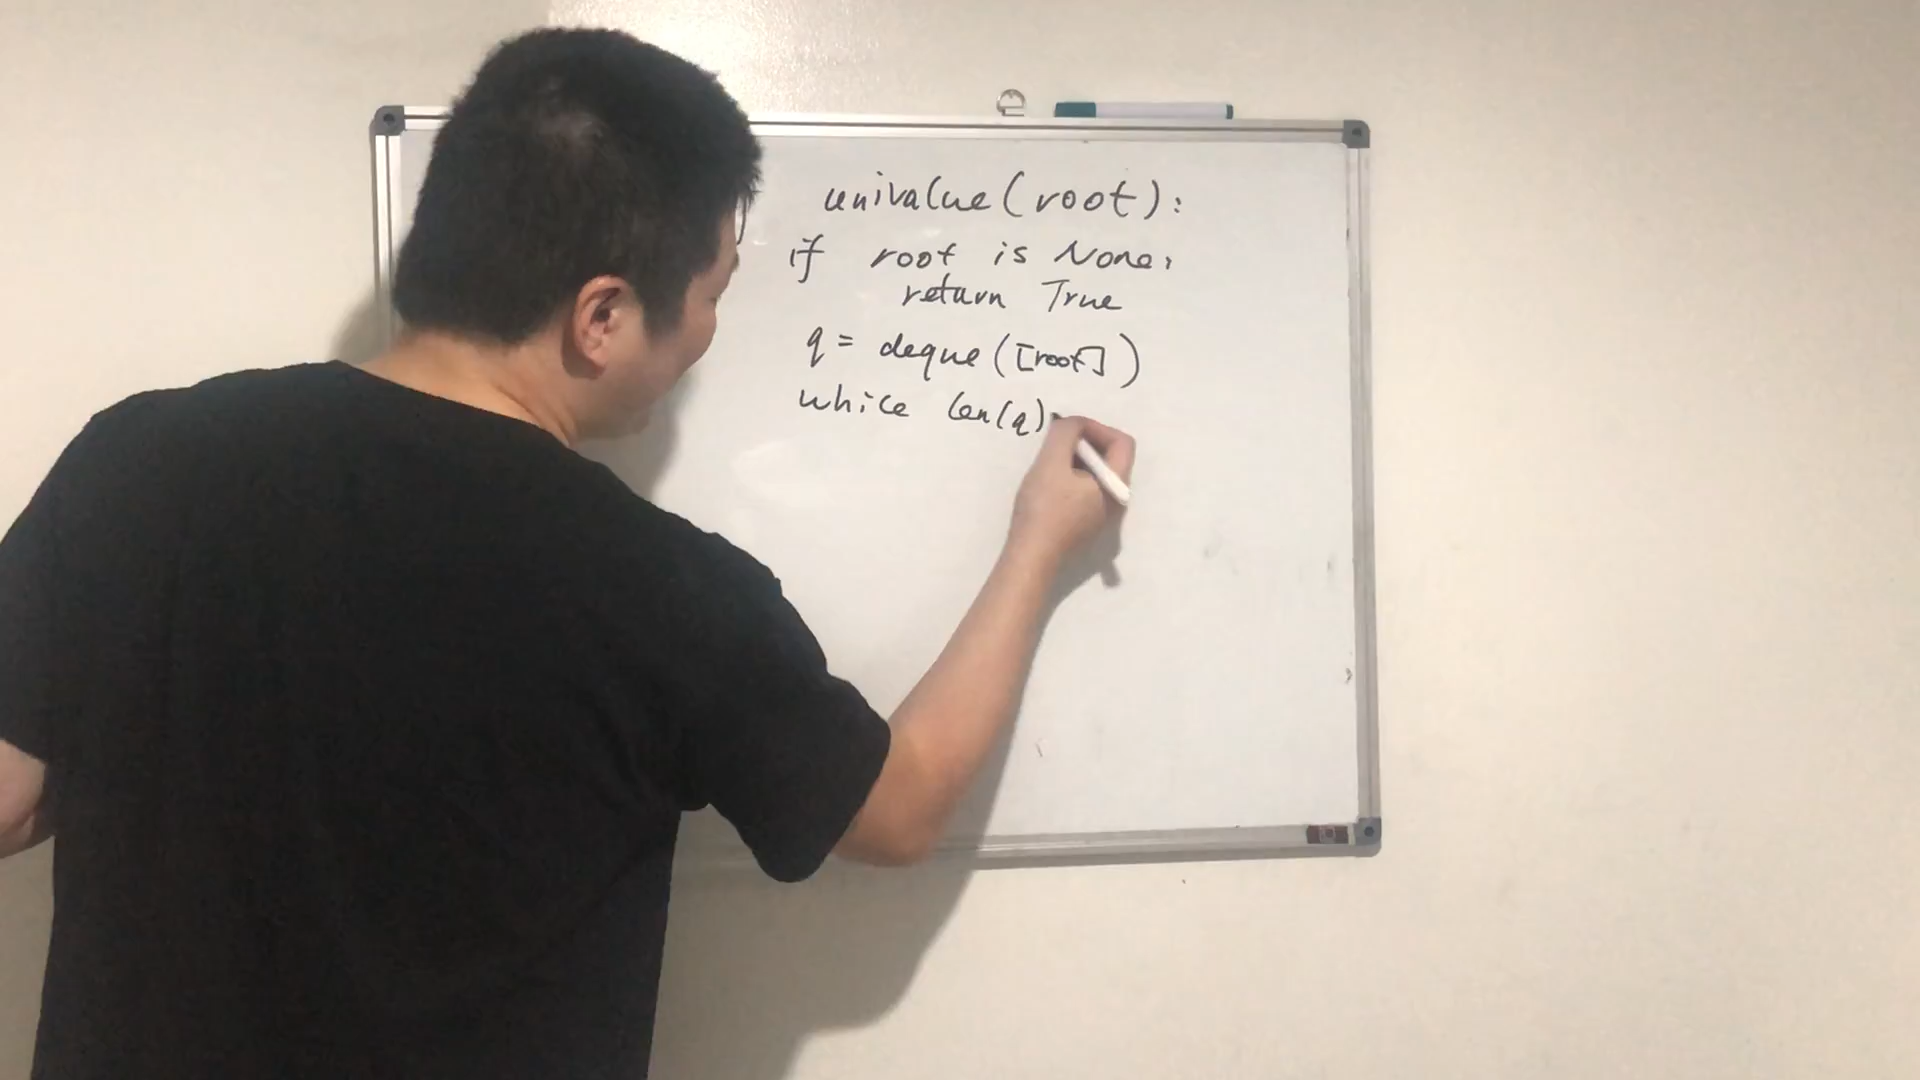 univalue(root):
if root is None:
return True
q = deque([root])
while len(q)